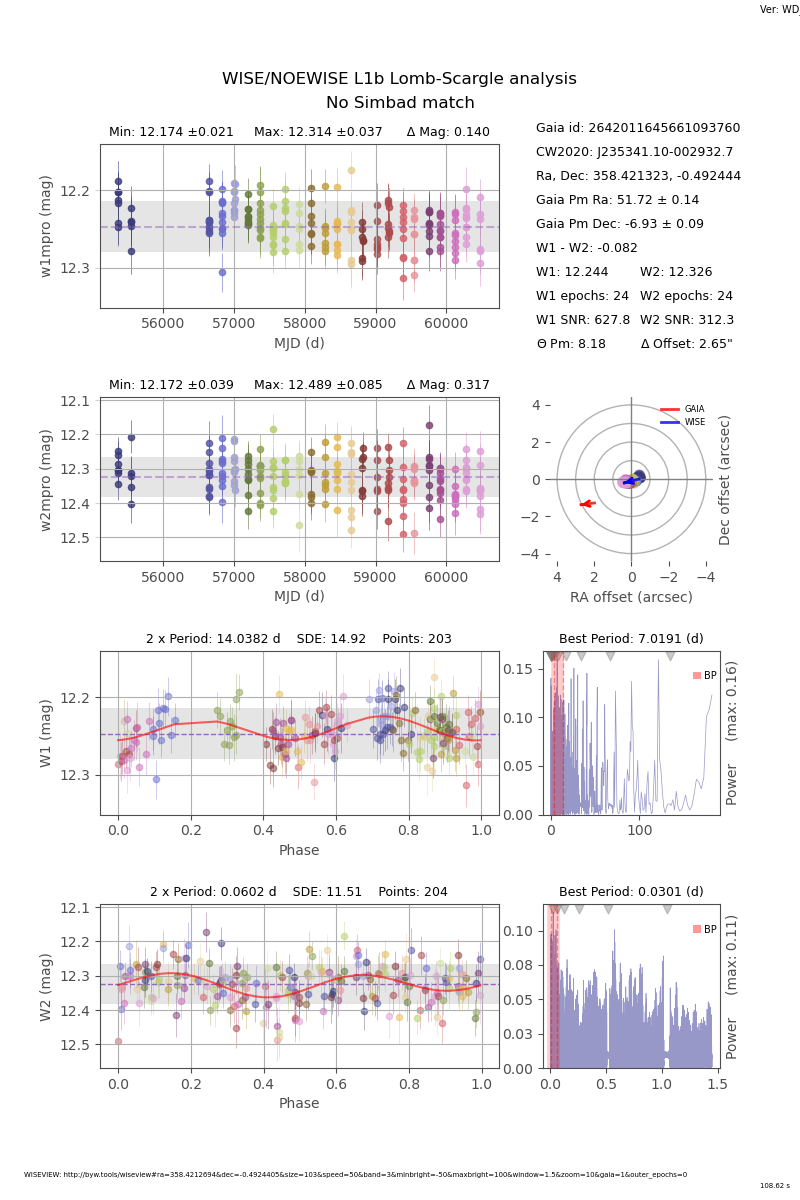 Ver: WD_
WISE/NOEWISE L1b Lomb-Scargle analysis
No Simbad match
Min: 12.174 ±0.021 Max: 12.314 ±0.037 Δ Mag: 0.140
w1mpro (mag)
12.2
12.3
56000 57000 58000 59000 60000
MJD (d)
Gaia id: 2642011645661093760
CW2020: J235341.10-002932.7
Ra, Dec: 358.421323, -0.492444
Gaia Pm Ra: 51.72 ± 0.14
Gaia Pm Dec: -6.93 ± 0.09
W1 - W2: -0.082
W1: 12.244 W2: 12.326
W1 epochs: 24 W2 epochs: 24
W1 SNR: 627.8 W2 SNR: 312.3
Θ Pm: 8.18 Δ Offset: 2.65"
Min: 12.172 ±0.039 Max: 12.489 ±0.085 Δ Mag: 0.317
w2mpro (mag)
12.1
12.2
12.3
12.4
12.5
56000 57000 58000 59000 60000
MJD (d)
GAIA
WISE
4
2
0
−2
−4
4 2 0 −2 −4
RA offset (arcsec)
Dec offset (arcsec)
2 x Period: 14.0382 d SDE: 14.92 Points: 203
W1 (mag)
12.2
12.3
0.0 0.2 0.4 0.6 0.8 1.0
Phase
Best Period: 7.0191 (d)
BP
0.15
0.10
0.05
0.00
0 100
Power (max: 0.16)
2 x Period: 0.0602 d SDE: 11.51 Points: 204
W2 (mag)
12.1
12.2
12.3
12.4
12.5
0.0 0.2 0.4 0.6 0.8 1.0
Phase
Best Period: 0.0301 (d)
BP
0.10
0.08
0.05
0.03
0.00
0.0 0.5 1.0 1.5
Power (max: 0.11)
WISEVIEW: http://byw.tools/wiseview#ra=358.4212694&dec=-0.4924405&size=103&speed=50&band=3&minbright=-50&maxbright=100&window=1.5&zoom=10&gaia=1&outer_epochs=0
108.62 s